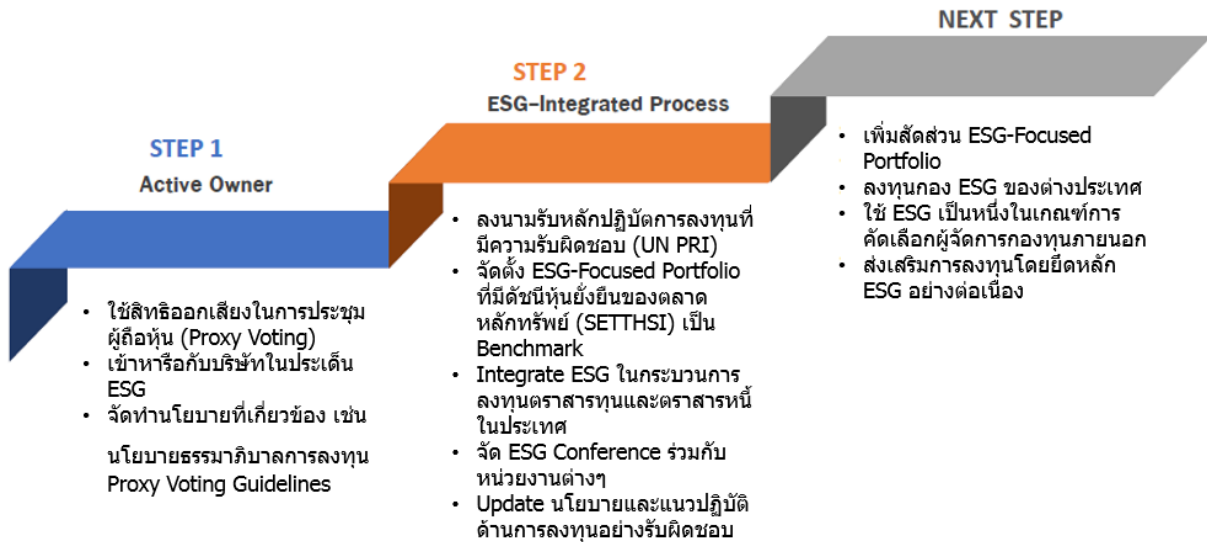 STEP 1
Active Owner
• ใช้สิทธิออกเสียงในการประชุม
ผู้ถือหุ้น (Proxy Voting)
• เข้าหารือกับบริษัทในประเด็น
ESG
• จัดทำนโยบายที่เกี่ยวข้อง เช่น
นโยบายธรรมาภิบาลการลงทุน
Proxy Voting Guidelines
STEP 2
ESG–Integrated Process
• ลงนามรับหลักปฏิบัตการลงทุนที่
มีความรับผิดชอบ (UN PRI)
• จัดตั้ง ESG-Focused Portfolio
ที่มีดัชนีหุ้นยั่งยืนของตลาด
หลักทรัพย์ (SETTHSI) เป็น
Benchmark
• Integrate ESG ในกระบวนการ
ลงทุนตราสารทุนและตราสารหนี้
ในประเทศ
• จัด ESG Conference ร่วมกับ
หน่วยงานต่างๆ
• Update นโยบายและแนวปฏิบัติ
ด้านการลงทุนอย่างรับผิดชอบ
NEXT STEP
• เพิ่มสัดส่วน ESG-Focused
Portfolio
• ลงทุนกอง ESG ของต่างประเทศ
• ใช้ ESG เป็นหนึ่งในเกณฑ์การ
คัดเลือกผู้จัดการกองทุนภายนอก
• ส่งเสริมการลงทุนโดยยึดหลัก
ESG อย่างต่อเนื่อง